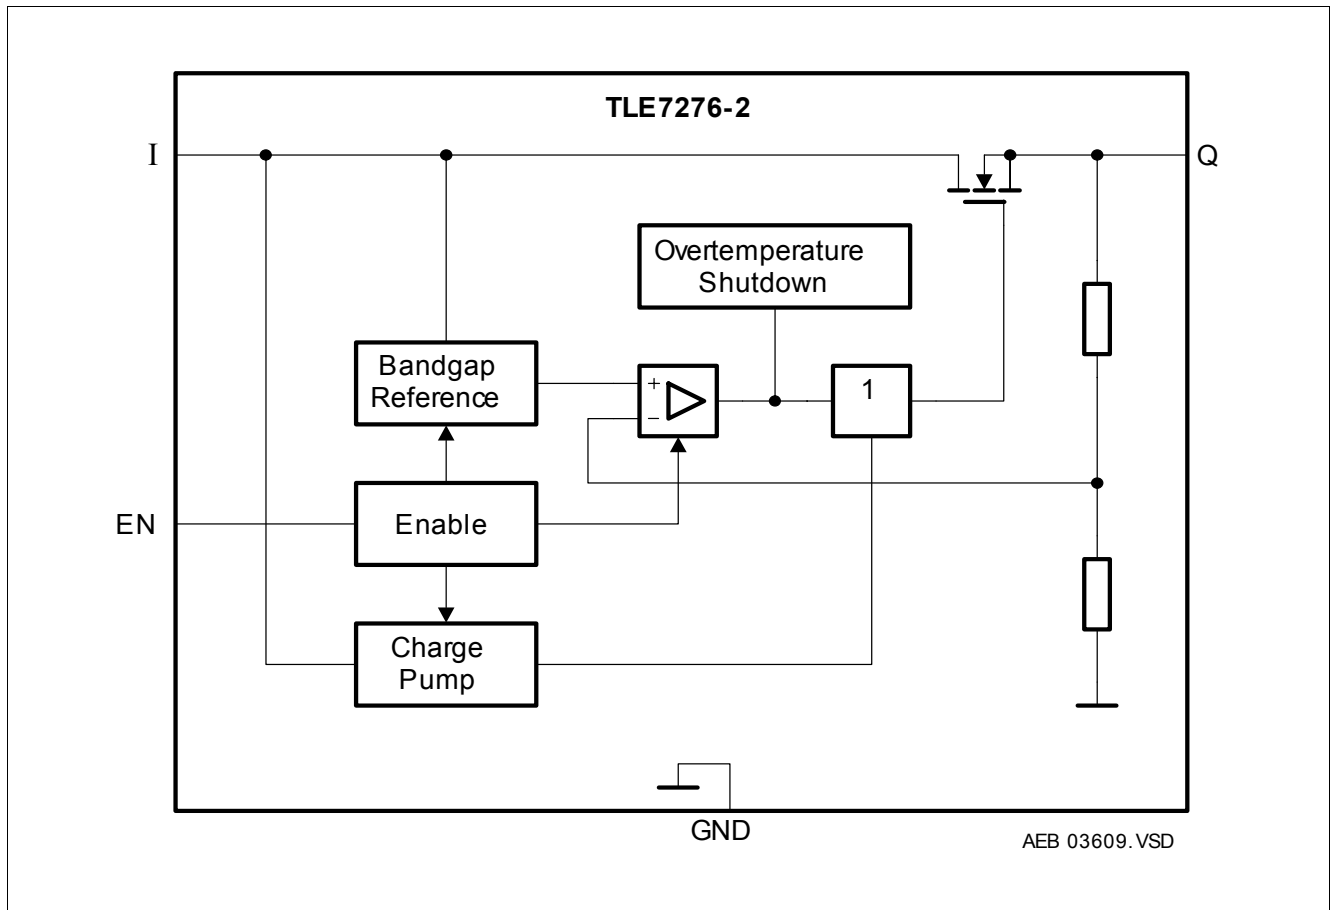 TLE7276-2
I
Q
Overtemperature
Shutdown
Bandgap
Reference
+
−
1
EN
Enable
Charge
Pump
GND
AEB 03609.VSD